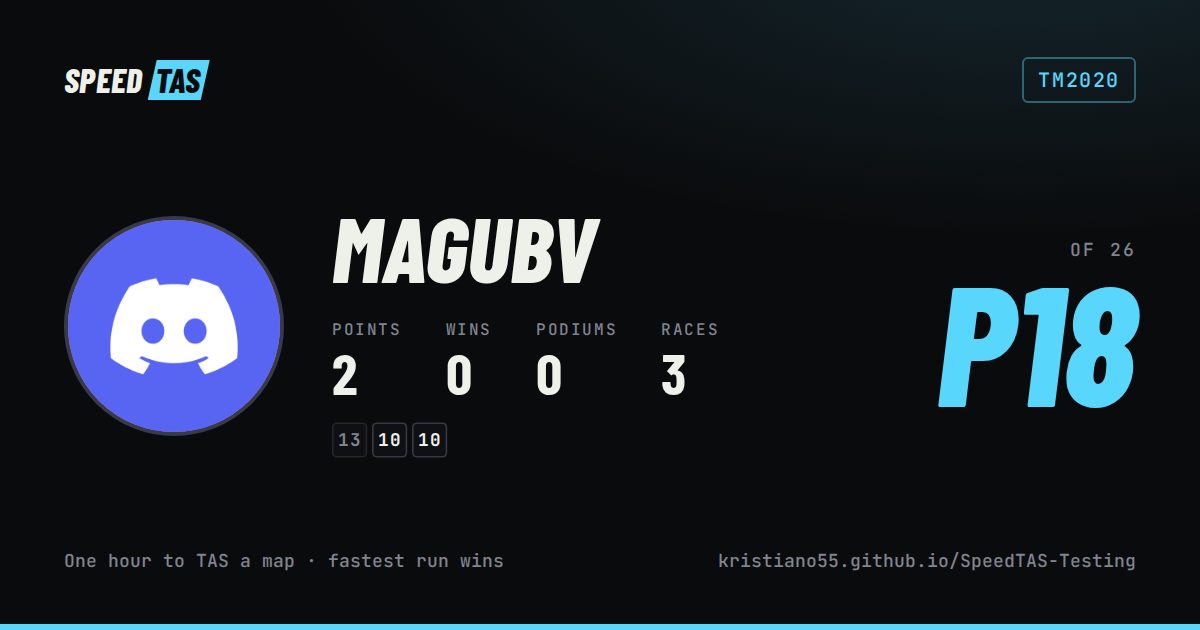 SPEED TAS
TM2020
MAGUBV
POINTS WINS PODIUMS RACES
2 0 0 3
13 10 10
OF 26
P18
One hour to TAS a map · fastest run wins
kristiano55.github.io/SpeedTAS-Testing